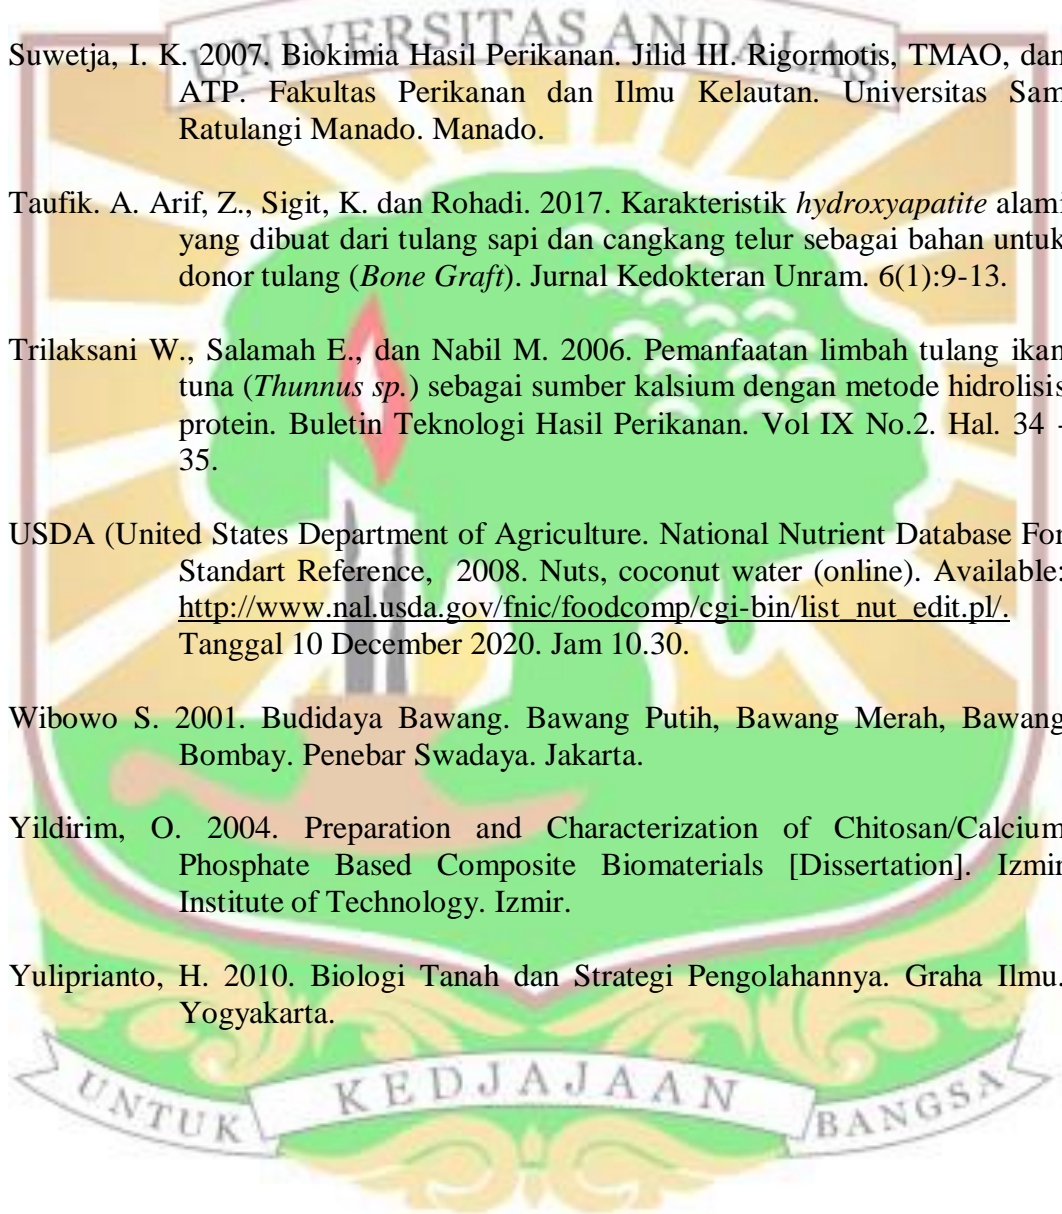 UNIVERSITAS ANDALAS
Suwetja, I. K. 2007. Biokimia Hasil Perikanan. Jilid III. Rigormotis, TMAO, dan
ATP. Fakultas Perikanan dan Ilmu Kelautan. Universitas Sam
Ratulangi Manado. Manado.
Taufik. A. Arif, Z., Sigit, K. dan Rohadi. 2017. Karakteristik hydroxyapatite alami
yang dibuat dari tulang sapi dan cangkang telur sebagai bahan untuk
donor tulang (Bone Graft). Jurnal Kedokteran Unram. 6(1):9-13.
Trilaksani W., Salamah E., dan Nabil M. 2006. Pemanfaatan limbah tulang ikan
tuna (Thunnus sp.) sebagai sumber kalsium dengan metode hidrolisis
protein. Buletin Teknologi Hasil Perikanan. Vol IX No.2. Hal. 34 -
35.
USDA (United States Department of Agriculture. National Nutrient Database For
Standart Reference, 2008. Nuts, coconut water (online). Available:
http://www.nal.usda.gov/fnic/foodcomp/cgi-bin/list_nut_edit.pl/.
Tanggal 10 December 2020. Jam 10.30.
Wibowo S. 2001. Budidaya Bawang. Bawang Putih, Bawang Merah, Bawang
Bombay. Penebar Swadaya. Jakarta.
Yildirim, O. 2004. Preparation and Characterization of Chitosan/Calcium
Phosphate Based Composite Biomaterials [Dissertation]. Izmir
Institute of Technology. Izmir.
Yuliprianto, H. 2010. Biologi Tanah dan Strategi Pengolahannya. Graha Ilmu.
Yogyakarta.
UNTUK KEDJAJAAN BANGSA